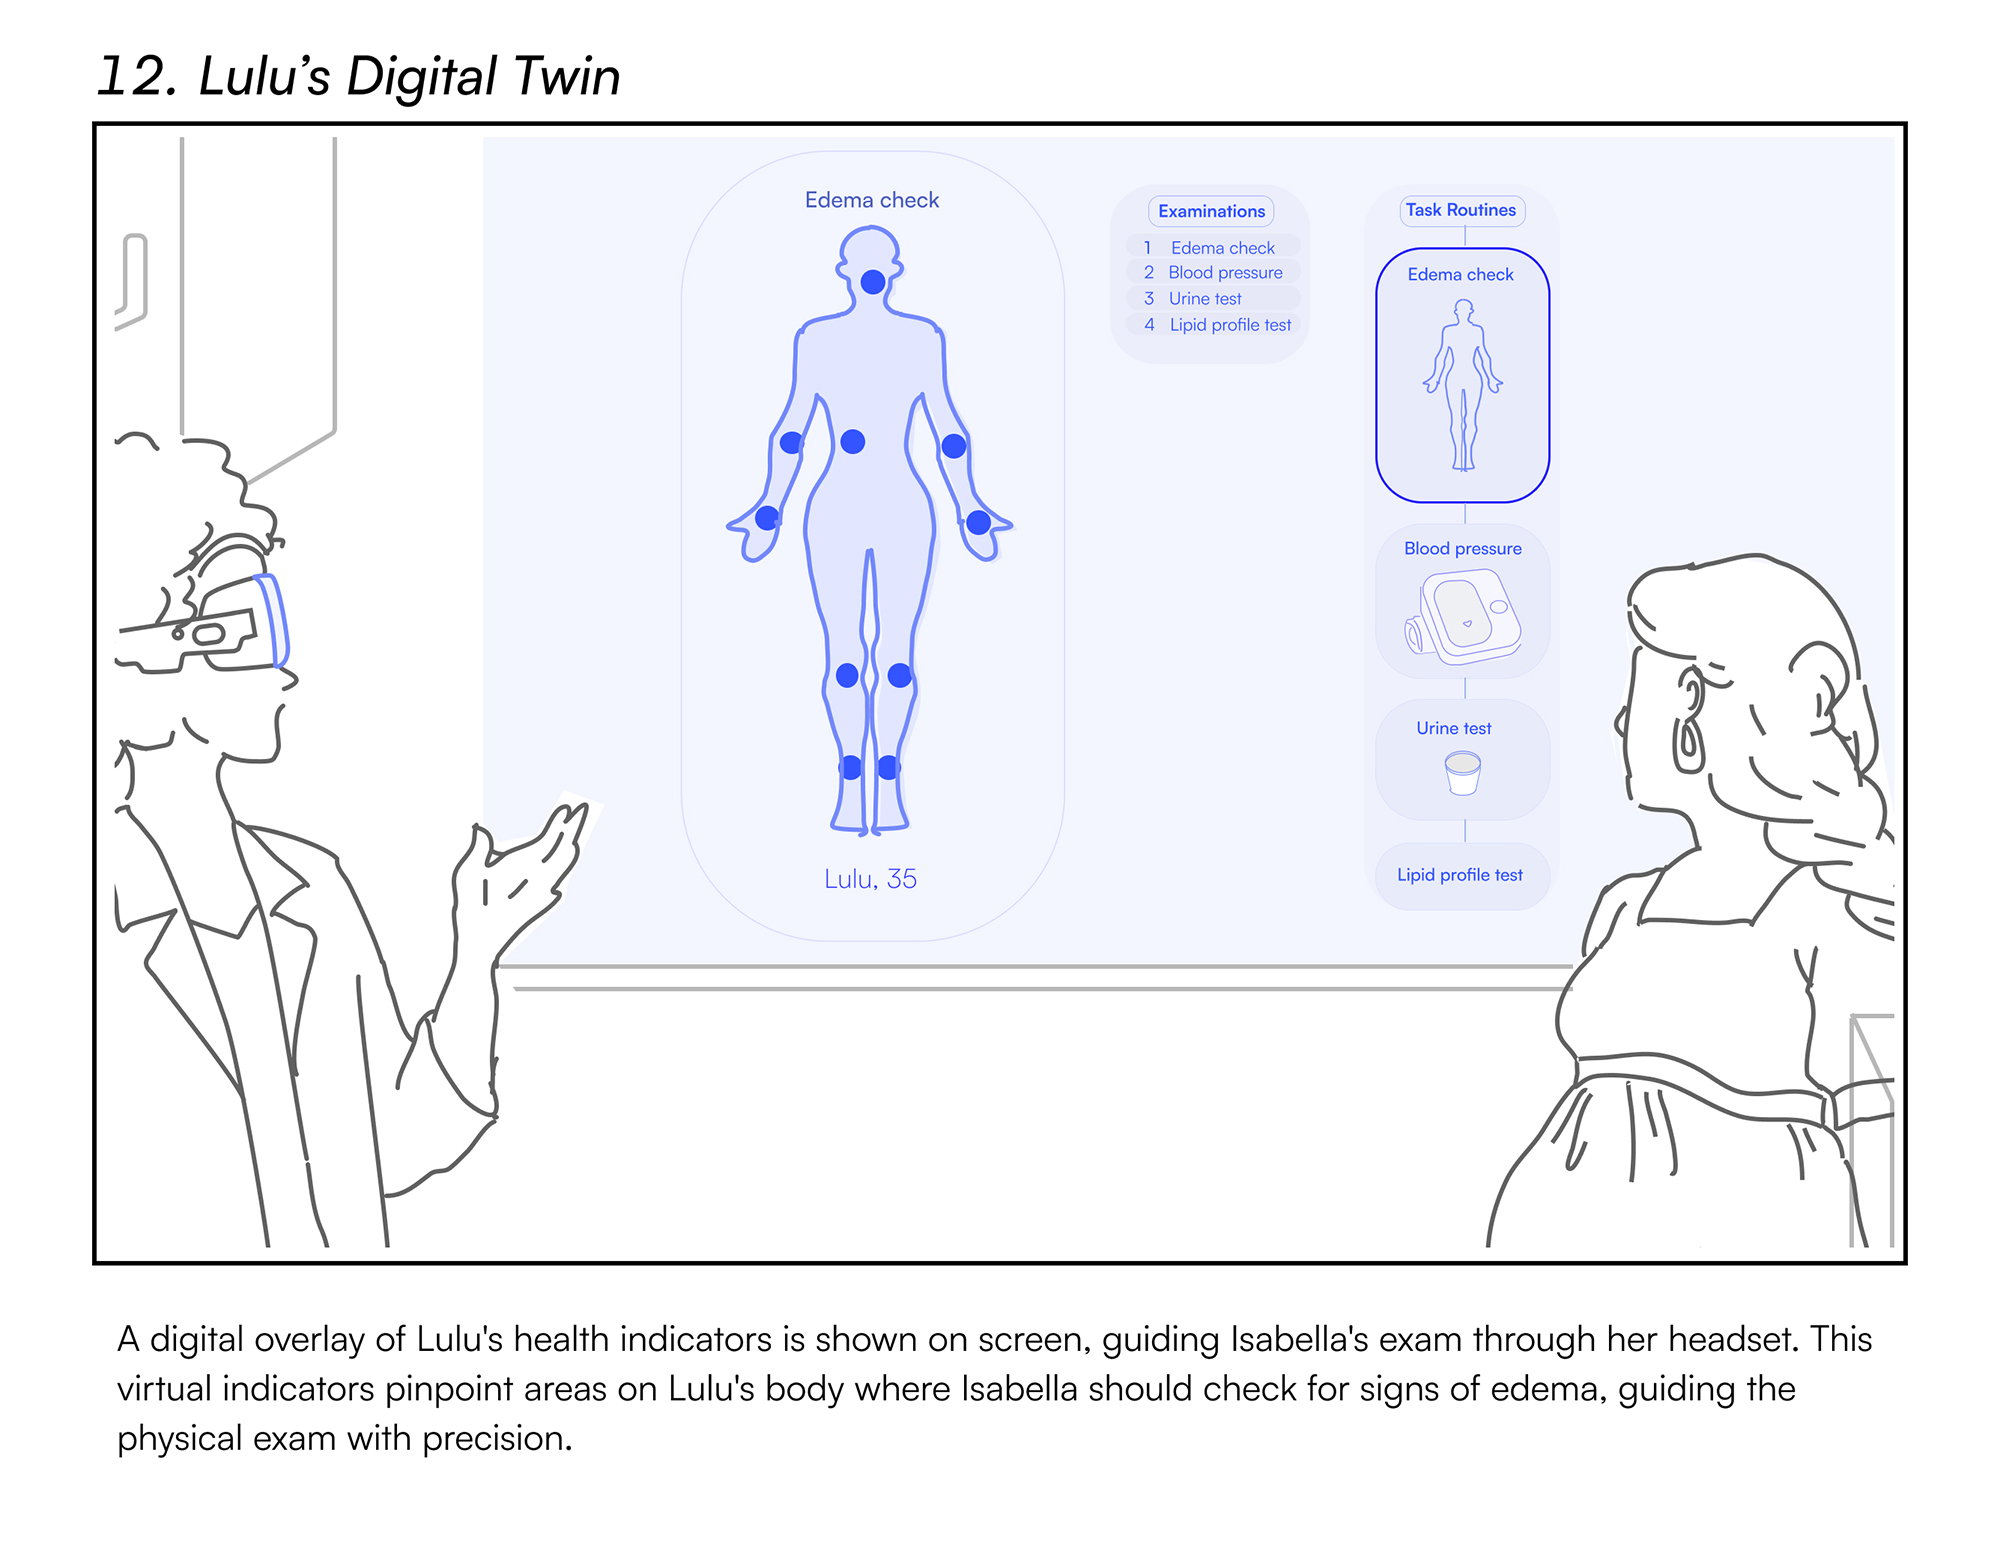 12. Lulu’s Digital Twin
Edema check
Lulu, 35
Examinations
1 Edema check
2 Blood pressure
3 Urine test
4 Lipid profile test
Task Routines
Edema check
Blood pressure
Urine test
Lipid profile test
A digital overlay of Lulu's health indicators is shown on screen, guiding Isabella's exam through her headset. This
virtual indicators pinpoint areas on Lulu's body where Isabella should check for signs of edema, guiding the
physical exam with precision.